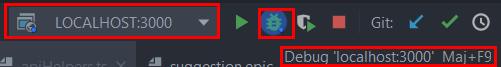 LOCALHOST:3000 Git:
Debug 'localhost:3000' Maj+F9
apiHelpers.ts suggestion.epic